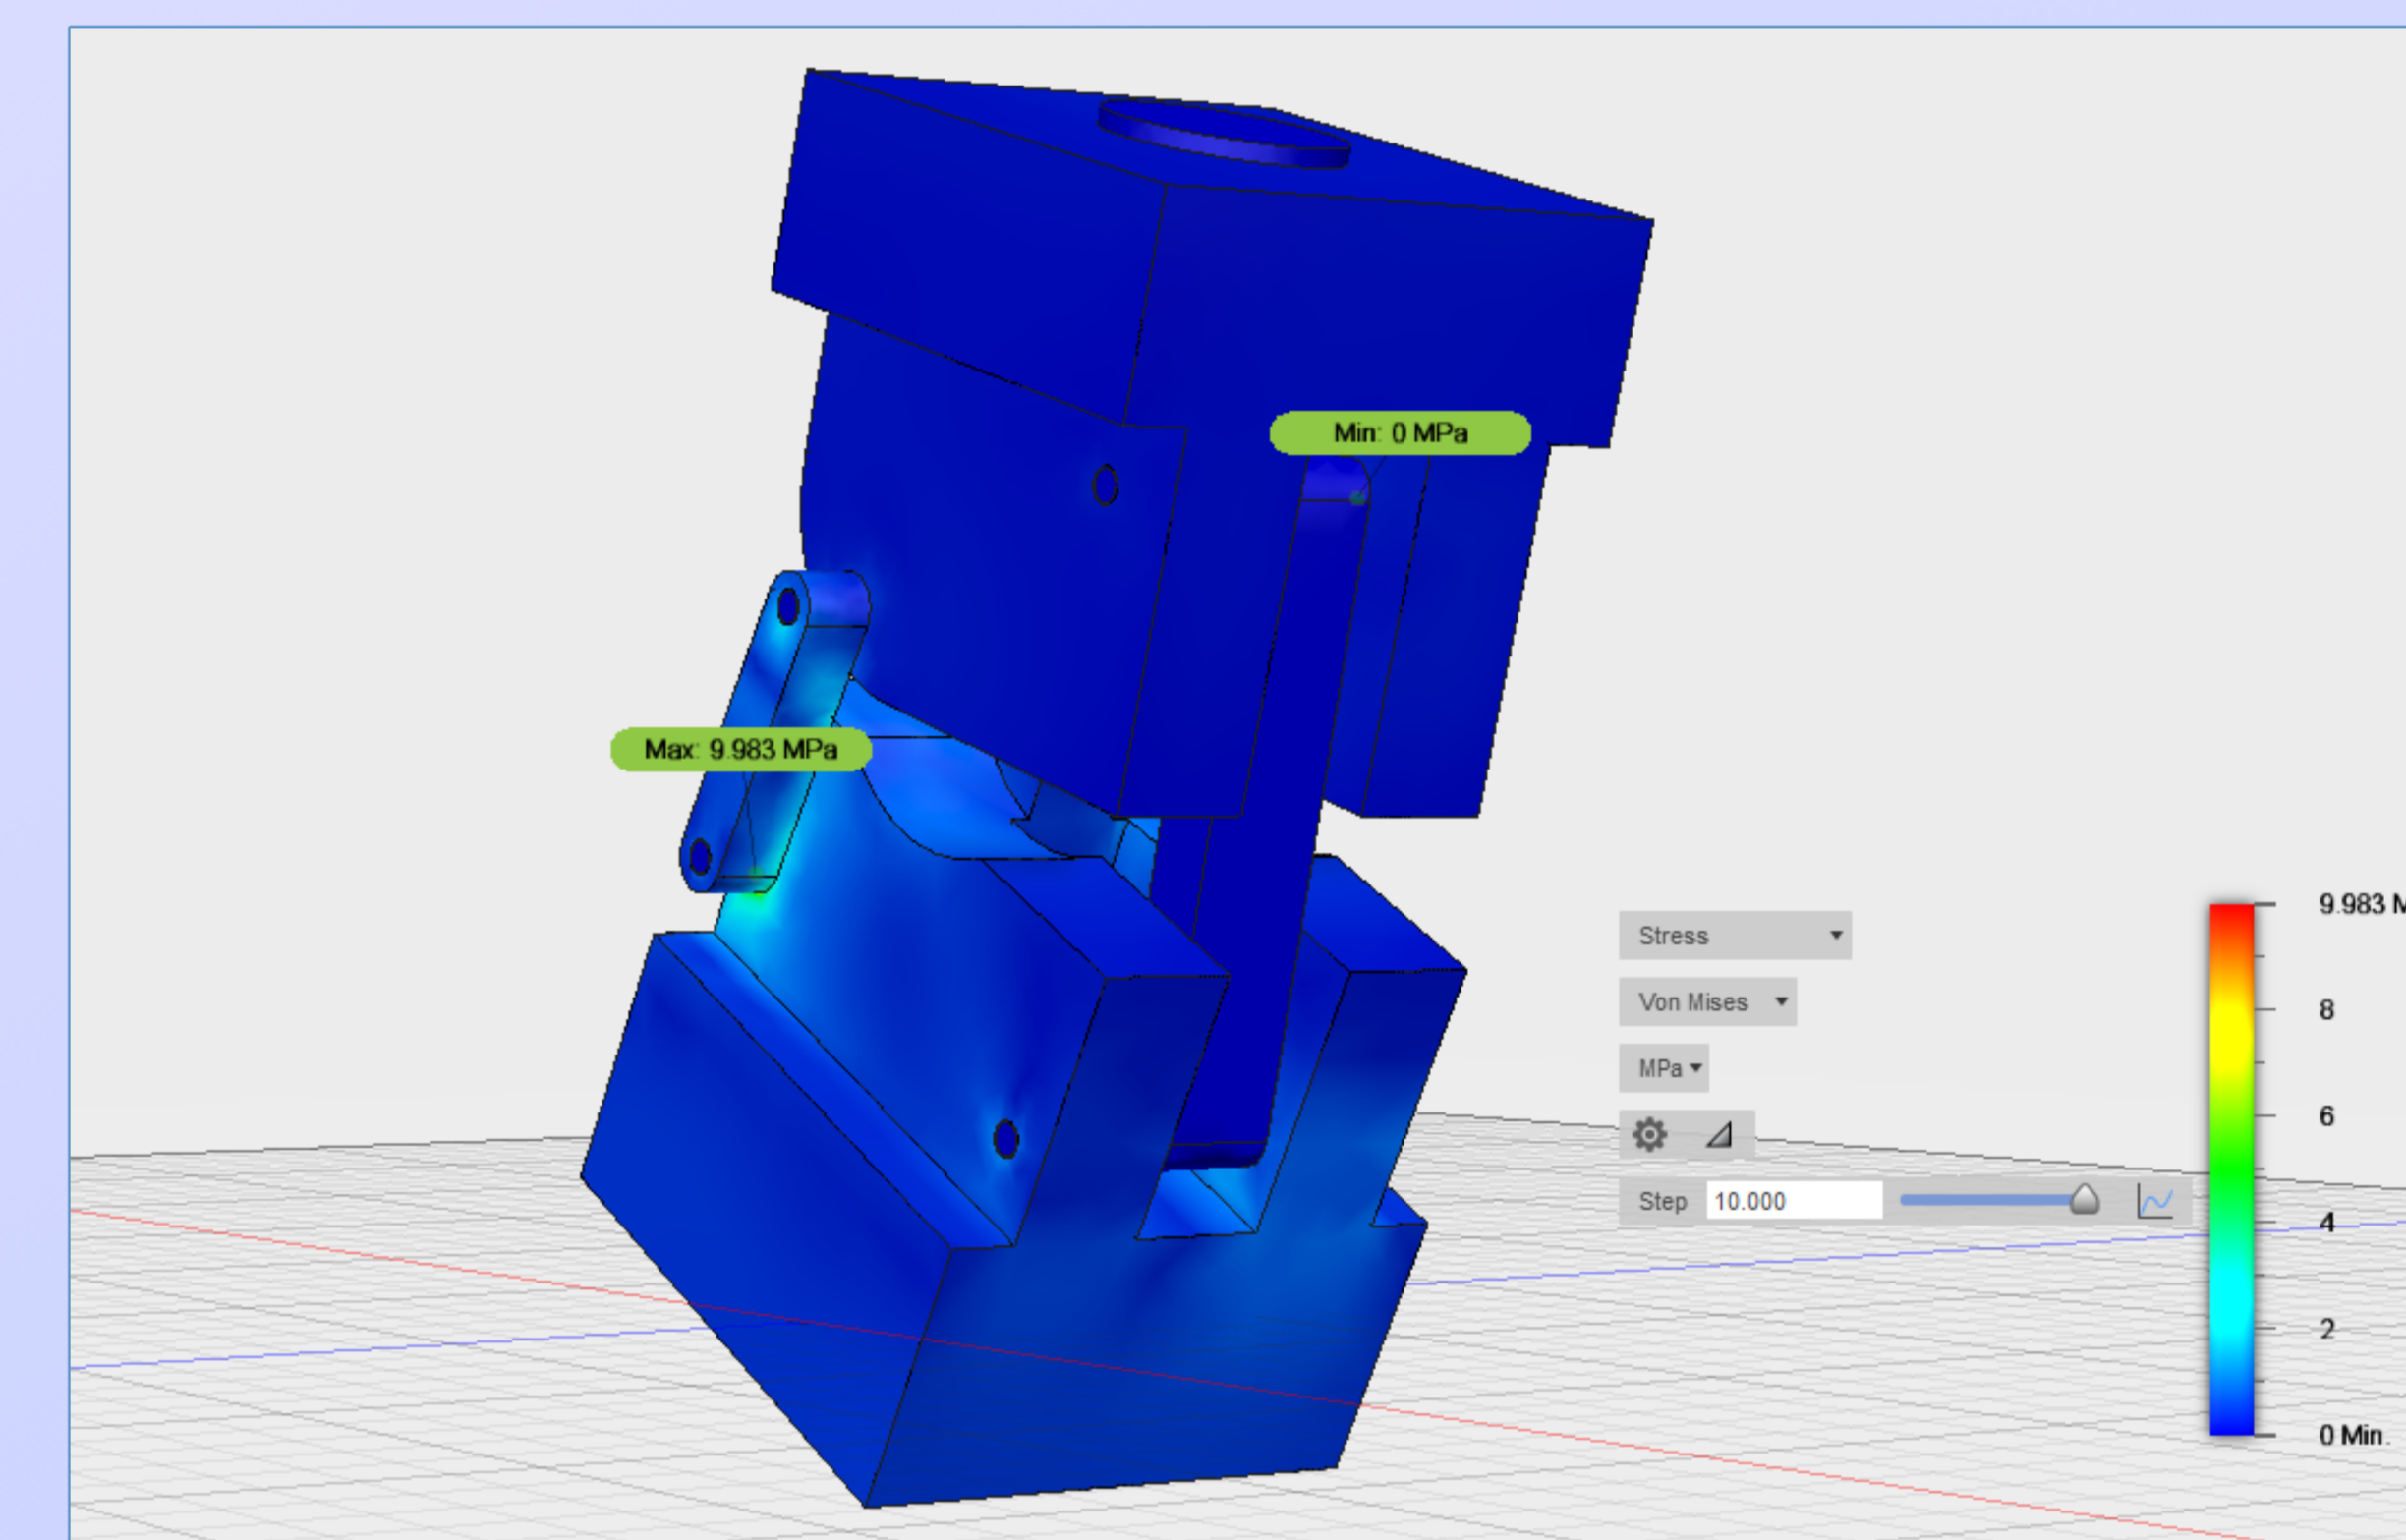 Min: 0 MPa
Max: 9.983 MPa
Stress
Von Mises
MPa
Step 10.000
9.983 M
8
6
4
2
0 Min.